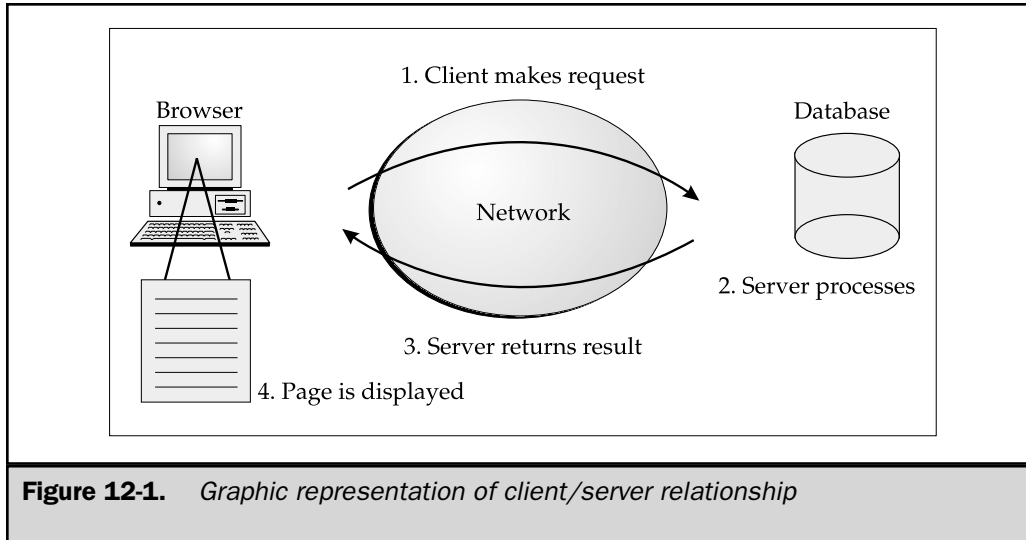 1. Client makes request
Browser
Database
Network
2. Server processes
3. Server returns result
4. Page is displayed
Figure 12-1. Graphic representation of client/server relationship